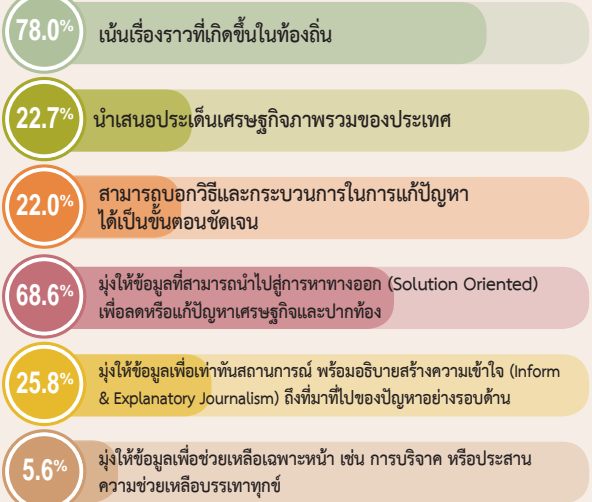 78.0%
เน้นเรื่องราวที่เกิดขึ้นในท้องถิ่น
22.7%
นำเสนอประเด็นเศรษฐกิจภาพรวมของประเทศ
22.0%
สามารถบอกวิธีและกระบวนการในการแก้ปัญหา
ได้เป็นขั้นตอนชัดเจน
68.6%
มุ่งให้ข้อมูลที่สามารถนำไปสู่การหาทางออก (Solution Oriented)
เพื่อลดหรือแก้ปัญหาเศรษฐกิจและปากท้อง
25.8%
มุ่งให้ข้อมูลเพื่อเท่าทันสถานการณ์ พร้อมอธิบายสร้างความเข้าใจ (Inform
& Explanatory Journalism) ถึงที่มาที่ไปของปัญหาอย่างรอบด้าน
5.6%
มุ่งให้ข้อมูลเพื่อช่วยเหลือเฉพาะหน้า เช่น การบริจาค หรือประสาน
ความช่วยเหลือบรรเทาทุกข์